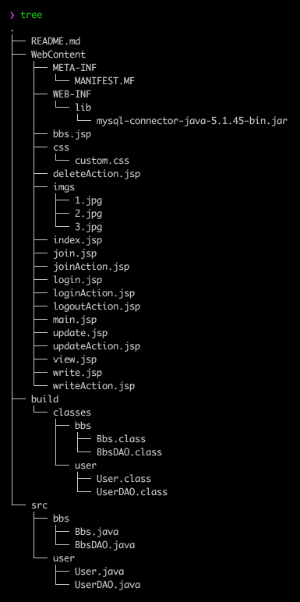 ❯ tree
.
├── README.md
├── WebContent
│   ├── META-INF
│   │   └── MANIFEST.MF
│   ├── WEB-INF
│   │   └── lib
│   │       └── mysql-connector-java-5.1.45-bin.jar
│   ├── bbs.jsp
│   ├── css
│   │   └── custom.css
│   ├── deleteAction.jsp
│   ├── imgs
│   │   ├── 1.jpg
│   │   ├── 2.jpg
│   │   └── 3.jpg
│   ├── index.jsp
│   ├── join.jsp
│   ├── joinAction.jsp
│   ├── login.jsp
│   ├── loginAction.jsp
│   ├── logoutAction.jsp
│   ├── main.jsp
│   ├── update.jsp
│   ├── updateAction.jsp
│   ├── view.jsp
│   ├── write.jsp
│   └── writeAction.jsp
├── build
│   └── classes
│       ├── bbs
│       │   ├── Bbs.class
│       │   └── BbsDAO.class
│       └── user
│           ├── User.class
│           └── UserDAO.class
└── src
    ├── bbs
    │   ├── Bbs.java
    │   └── BbsDAO.java
    └── user
        ├── User.java
        └── UserDAO.java